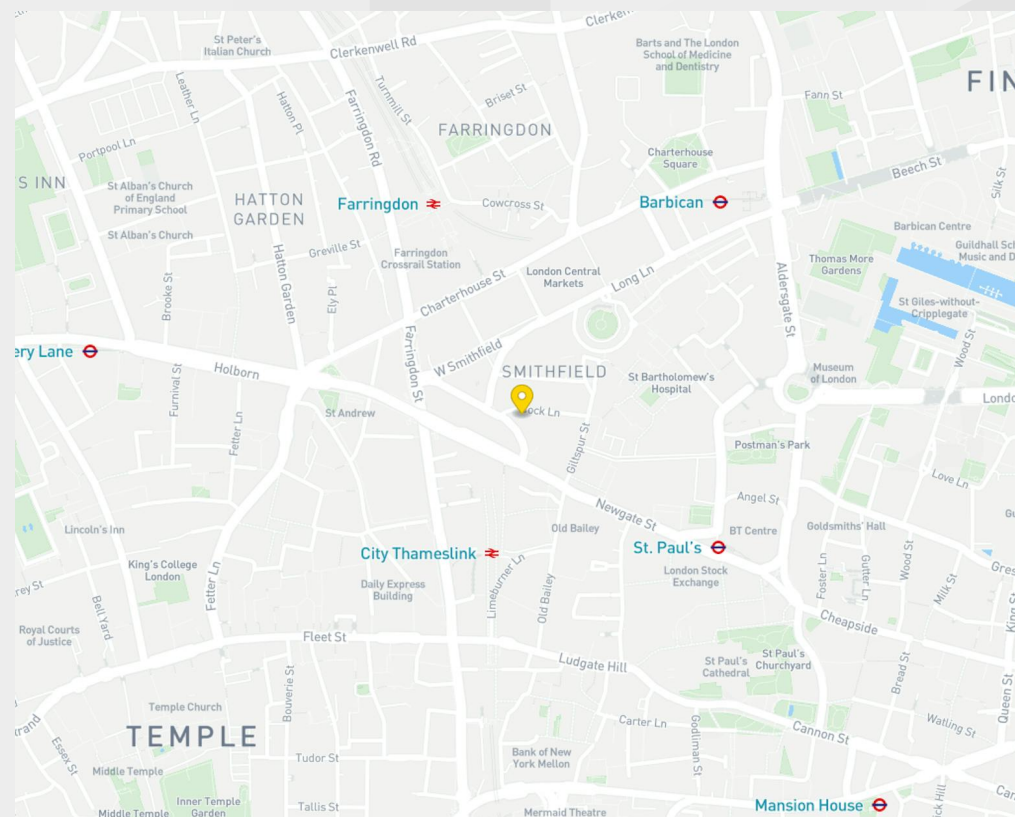 St Peter's
Italian Church
Clerkenwell Rd
Barts and The London
School of Medicine
and Dentistry
Leather Ln
Hatton Pl
Turnmill St
Farringdon Rd
Briset St
Fann St
FARRINGDON
Portpool Ln
Charterhouse
Square
Beech St
Silk St
St Alban's Church
of England
Primary School
HATTON
GARDEN
Farringdon
Cowcross St
Barbican
St Alban's Church
Greville St
Farringdon
Crossrail Station
Barbican Centre
Thomas More
Gardens
London Central
Markets
Long Ln
Charterhouse St
Brooke St
Hatton Garden
Ely Pl
Aldersgate St
St Giles-without-
Cripplegate
Wood St
Farringdon St
W Smithfield
Holborn
SMITHFIELD
St Bartholomew's
Hospital
Museum
of London
Furnival St
Fetter Ln
St Andrew
Giltspur St
Postman's Park
Love Ln
Newgate St
Angel St
Lincoln's Inn
Old Bailey
BT Centre
Goldsmiths' Hall
City Thameslink
St. Paul's
London Stock
Exchange
King's College
London
Daily Express
Building
Limeburner Ln
Old Bailey
Foster Ln
Gutter Ln
Wood St
Milk St
Fetter Ln
Bell Yard
Royal Courts
of Justice
Fleet St
Cheapside
Ludgate Hill
St Paul's
Cathedral
St Paul's
Churchyard
Bread St
Queen St
Bouverie St
Temple Church
TEMPLE
Essex St
Carter Ln
Godliman St
Cannon St
Watling St
Tudor St
Bank of New
York Mellon
Middle Temple
Inner Temple
Garden
Middle Temple
Tallis St
Mermaid Theatre
Mansion House